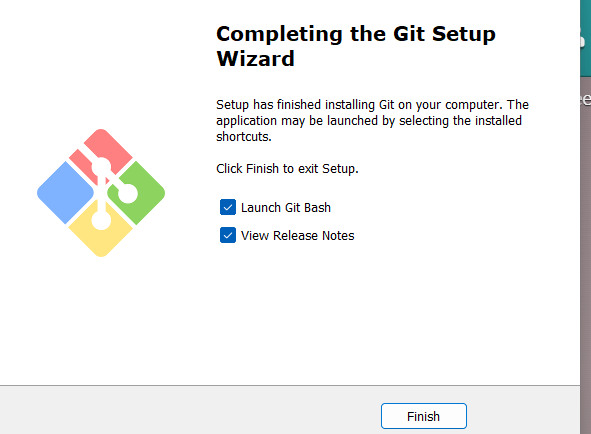 Completing the Git Setup
Wizard
Setup has finished installing Git on your computer. The
application may be launched by selecting the installed
shortcuts.
Click Finish to exit Setup.
Launch Git Bash
View Release Notes
Finish